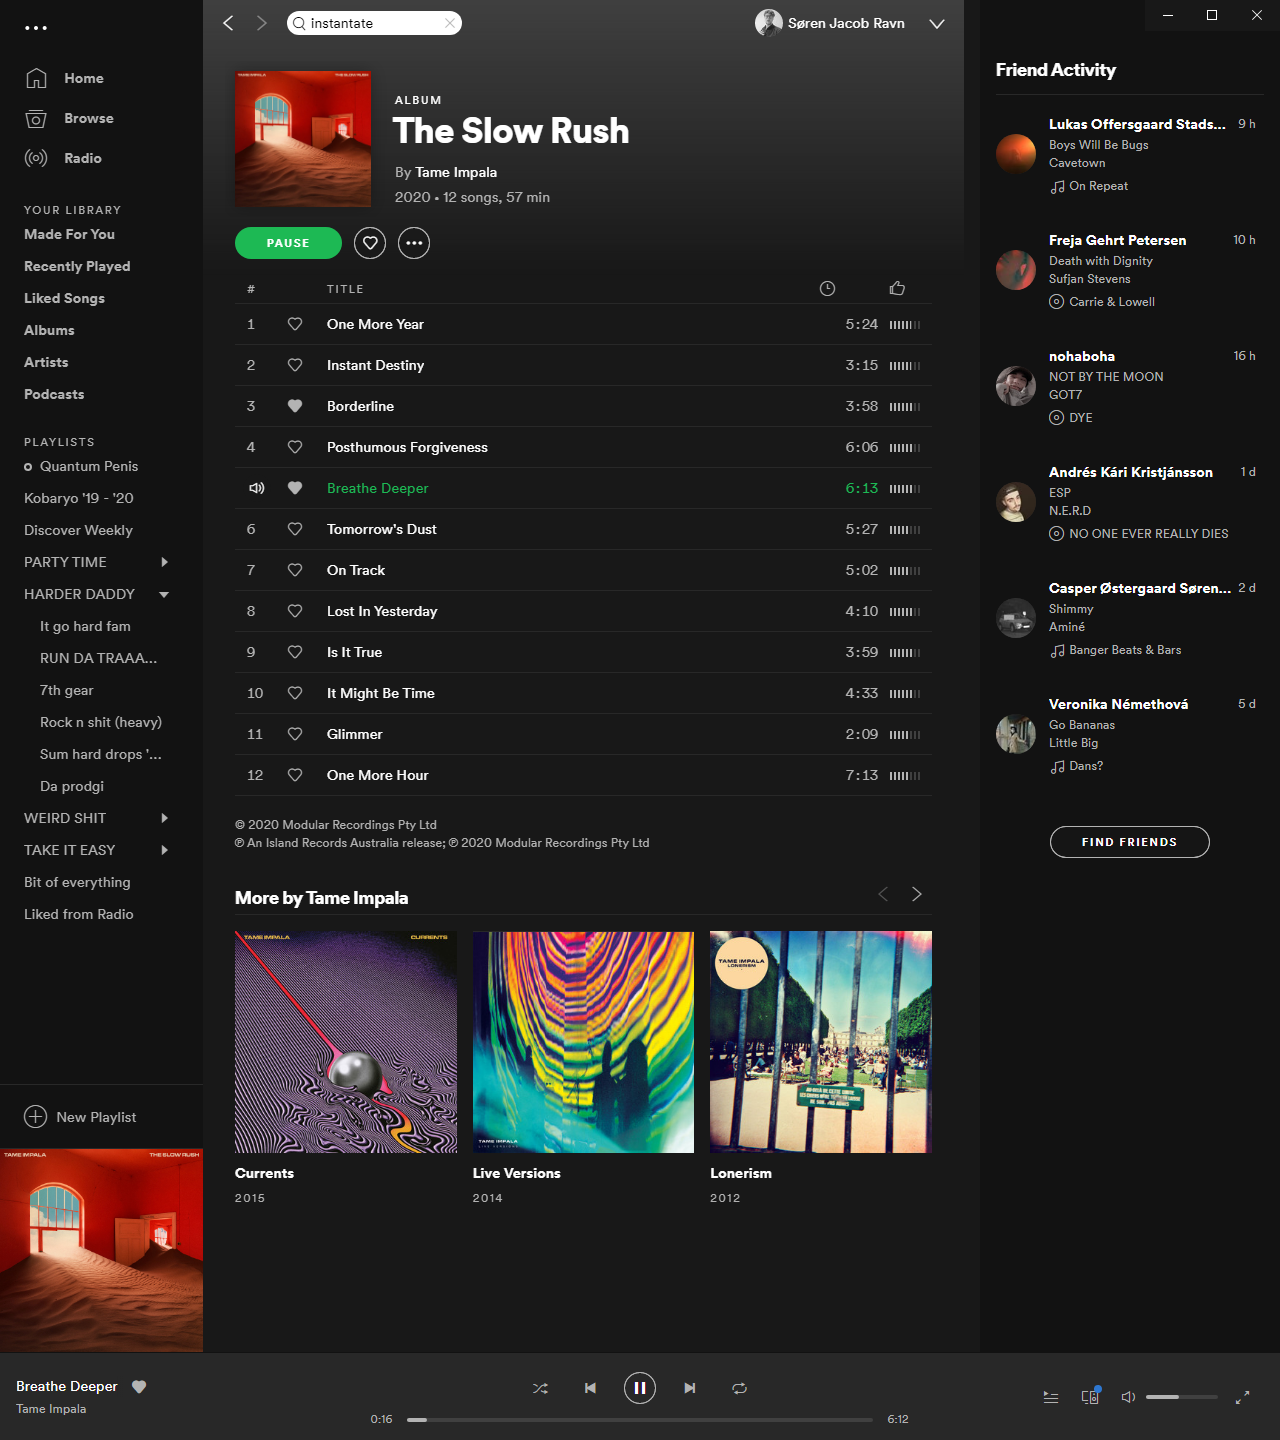 Home
Browse
Radio
YOUR LIBRARY
Made For You
Recently Played
Liked Songs
Albums
Artists
Podcasts
PLAYLISTS
Quantum Penis
Kobaryo '19 - '20
Discover Weekly
PARTY TIME
HARDER DADDY
It go hard fam
RUN DA TRAAA...
7th gear
Rock n shit (heavy)
Sum hard drops '...
Da prodgi
WEIRD SHIT
TAKE IT EASY
Bit of everything
Liked from Radio
New Playlist
TAME IMPALA THE SLOW RUSH
instantate
Søren Jacob Ravn
TAME IMPALA THE SLOW RUSH
ALBUM
The Slow Rush
By Tame Impala
2020 • 12 songs, 57 min
PAUSE
# TITLE
1 One More Year 5:24
2 Instant Destiny 3:15
3 Borderline 3:58
4 Posthumous Forgiveness 6:06
Breathe Deeper 6:13
6 Tomorrow's Dust 5:27
7 On Track 5:02
8 Lost In Yesterday 4:10
9 Is It True 3:59
10 It Might Be Time 4:33
11 Glimmer 2:09
12 One More Hour 7:13
© 2020 Modular Recordings Pty Ltd
℗ An Island Records Australia release; ℗ 2020 Modular Recordings Pty Ltd
More by Tame Impala
TAME IMPALA CURRENTS
TAME IMPALA
LIVE VERSIONS
TAME IMPALA
LONERISM
Currents
2015
Live Versions
2014
Lonerism
2012
Friend Activity
Lukas Offersgaard Stads... 9 h
Boys Will Be Bugs
Cavetown
On Repeat
Freja Gehrt Petersen 10 h
Death with Dignity
Sufjan Stevens
Carrie & Lowell
nohaboha 16 h
NOT BY THE MOON
GOT7
DYE
Andrés Kári Kristjánsson 1 d
ESP
N.E.R.D
NO ONE EVER REALLY DIES
Casper Østergaard Søren... 2 d
Shimmy
Aminé
Banger Beats & Bars
Veronika Némethová 5 d
Go Bananas
Little Big
Dans?
FIND FRIENDS
Breathe Deeper
Tame Impala
0:16 6:12